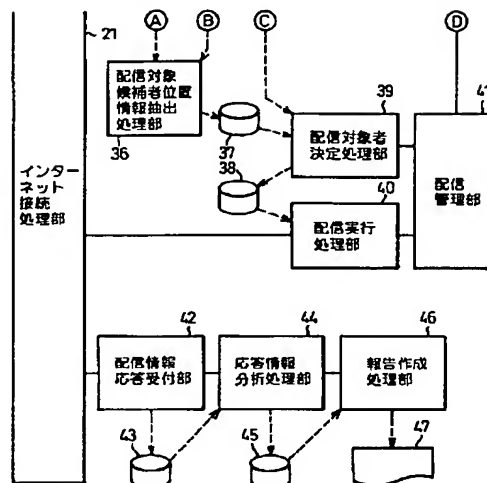 A
B
C
D
21
配信対象
候補者位置
情報抽出
処理部
36
37
38
39
配信対象者
決定処理部
41
配信
管理部
40
配信実行
処理部
インター
ネット
接続
処理部
42
配信情報
応答受付部
44
応答情報
分析処理部
46
報告作成
処理部
43
45
47